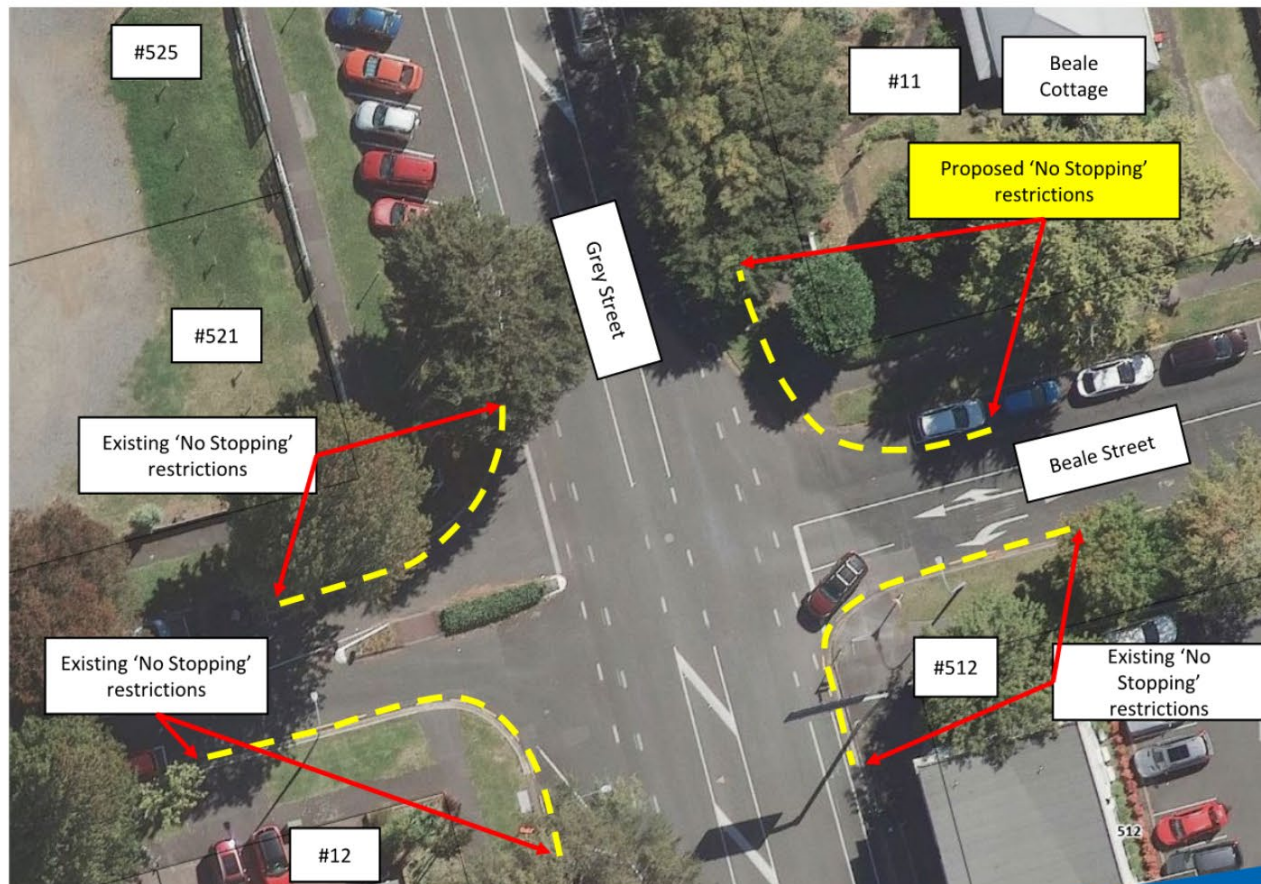 #525
#11
Beale
Cottage
Proposed ‘No Stopping’
restrictions
Grey Street
#521
Existing ‘No Stopping’
restrictions
Beale Street
Existing ‘No Stopping’
restrictions
#512
Existing ‘No
Stopping’
restrictions
#12
512